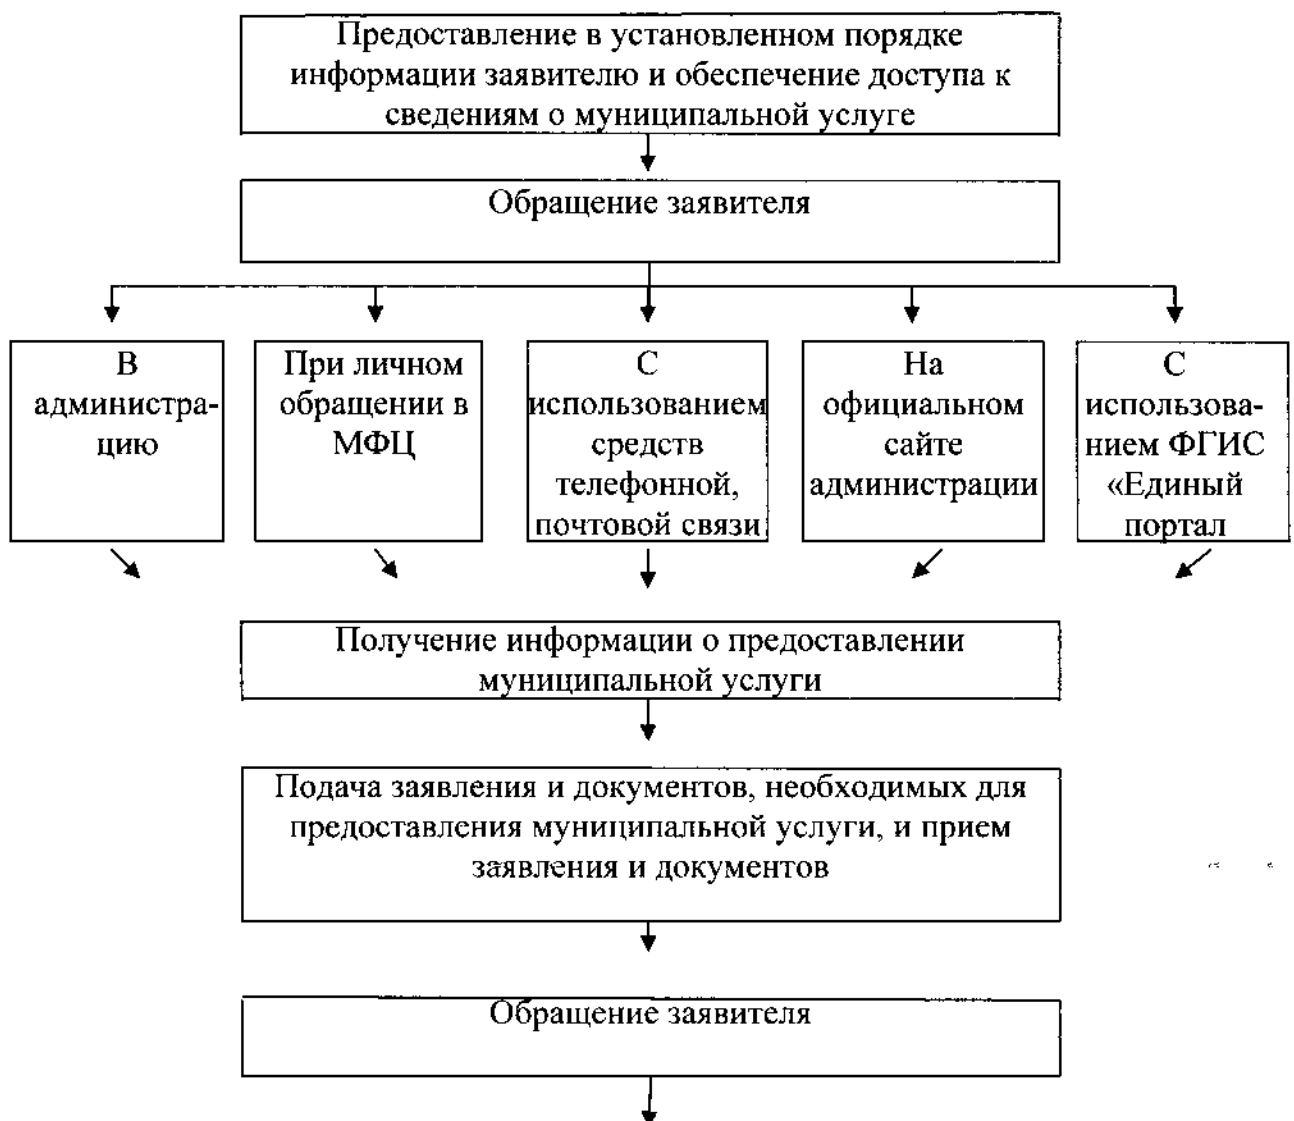 Предоставление в установленном порядке
информации заявителю и обеспечение доступа к
сведениям о муниципальной услуге
Обращение заявителя
В
администра-
цию
При личном
обращении в
МФЦ
С
использованием
средств
телефонной,
почтовой связи
На
официальном
сайте
администрации
С
использова-
нием ФГИС
«Единый
портал
Получение информации о предоставлении
муниципальной услуги
Подача заявления и документов, необходимых для
предоставления муниципальной услуги, и прием
заявления и документов
Обращение заявителя